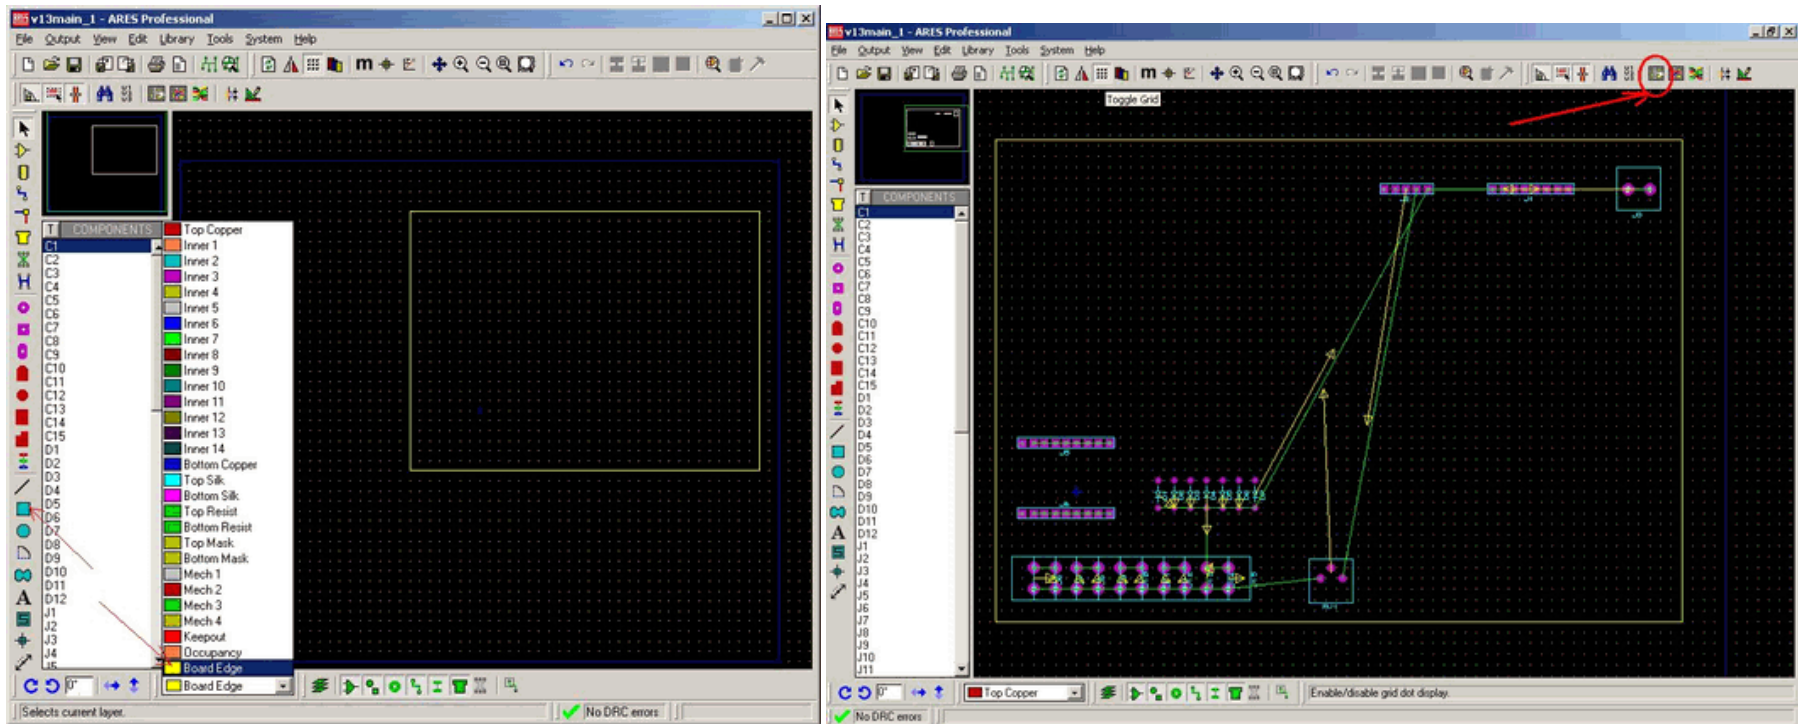 v13main_1 - ARES Professional
File Output View Edit Library Tools System Help
COMPONENTS
T
C1
C2
C3
C4
C5
C6
C7
C8
C9
C10
C11
C12
C13
C14
C15
D1
D2
D3
D4
D5
D6
D7
D8
D9
D10
D11
D12
J1
J2
J3
J4
J5
Top Copper
Inner 1
Inner 2
Inner 3
Inner 4
Inner 5
Inner 6
Inner 7
Inner 8
Inner 9
Inner 10
Inner 11
Inner 12
Inner 13
Inner 14
Bottom Copper
Top Silk
Bottom Silk
Top Resist
Bottom Resist
Top Mask
Bottom Mask
Mech 1
Mech 2
Mech 3
Mech 4
Keepout
Occupancy
Board Edge
0°
Board Edge
Selects current layer.
No DRC errors
v13main_1 - ARES Professional
File Output View Edit Library Tools System Help
Toggle Grid
T COMPONENTS
C1
C2
C3
C4
C5
C6
C7
C8
C9
C10
C11
C12
C13
C14
C15
D1
D2
D3
D4
D5
D6
D7
D8
D9
D10
D11
D12
J1
J2
J3
J4
J5
J6
J7
J8
J9
J10
J11
0°
Top Copper
Enable/disable grid dot display.
No DRC errors